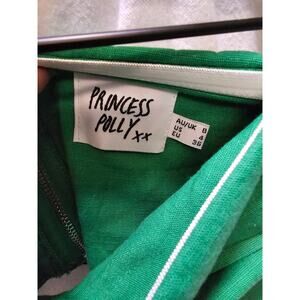 PRINCESS
POLLY xx
AU/UK 8
US 4
EU 36